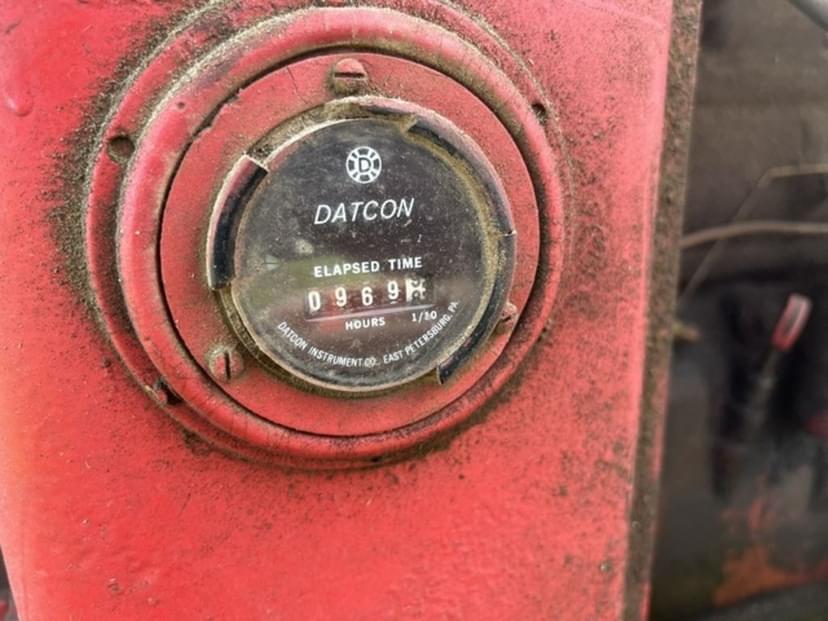 D
DATCON
ELAPSED TIME
0969
HOURS 1/10
DATCON INSTRUMENT CO., EAST PETERSBURG, PA